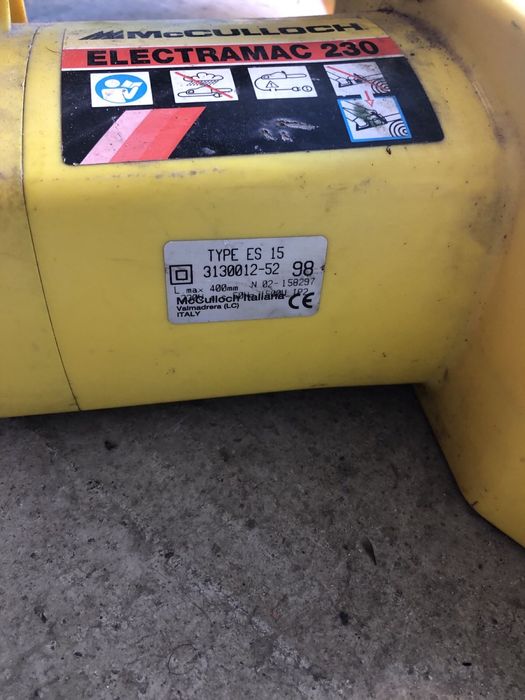 McCULLOCH
ELECTRAMAC 230
TYPE ES 15
3130012-52 98
L max 400mm N 02-158297
McCulloch Italiana CE
Valmadrera (LC)
ITALY